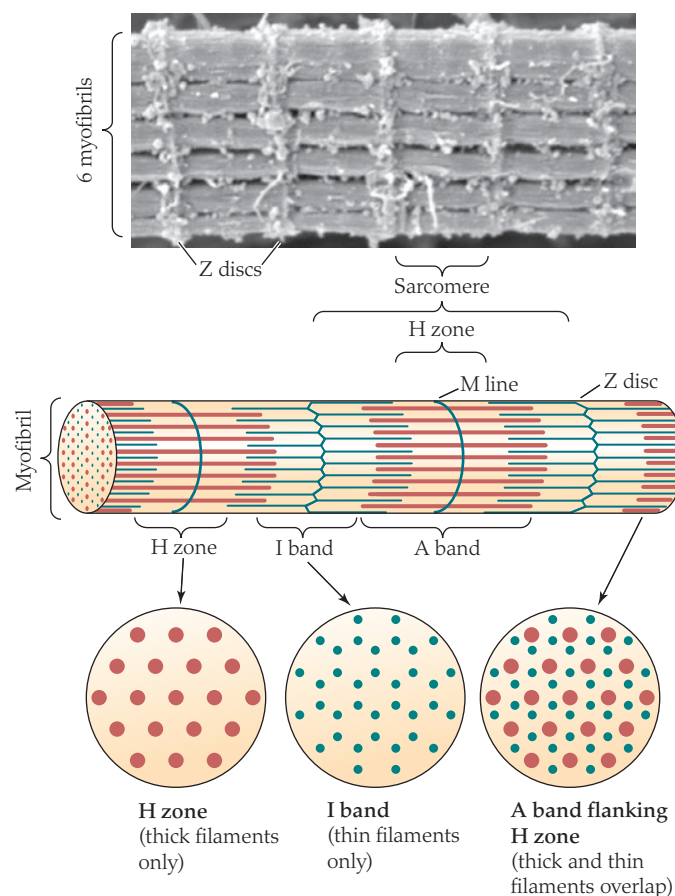 6 myofibrils
Z discs
Sarcomere
H zone
M line
Z disc
Myofibril
H zone
I band
A band
H zone
(thick filaments
only)
I band
(thin filaments
only)
A band flanking
H zone
(thick and thin
filaments overlap)